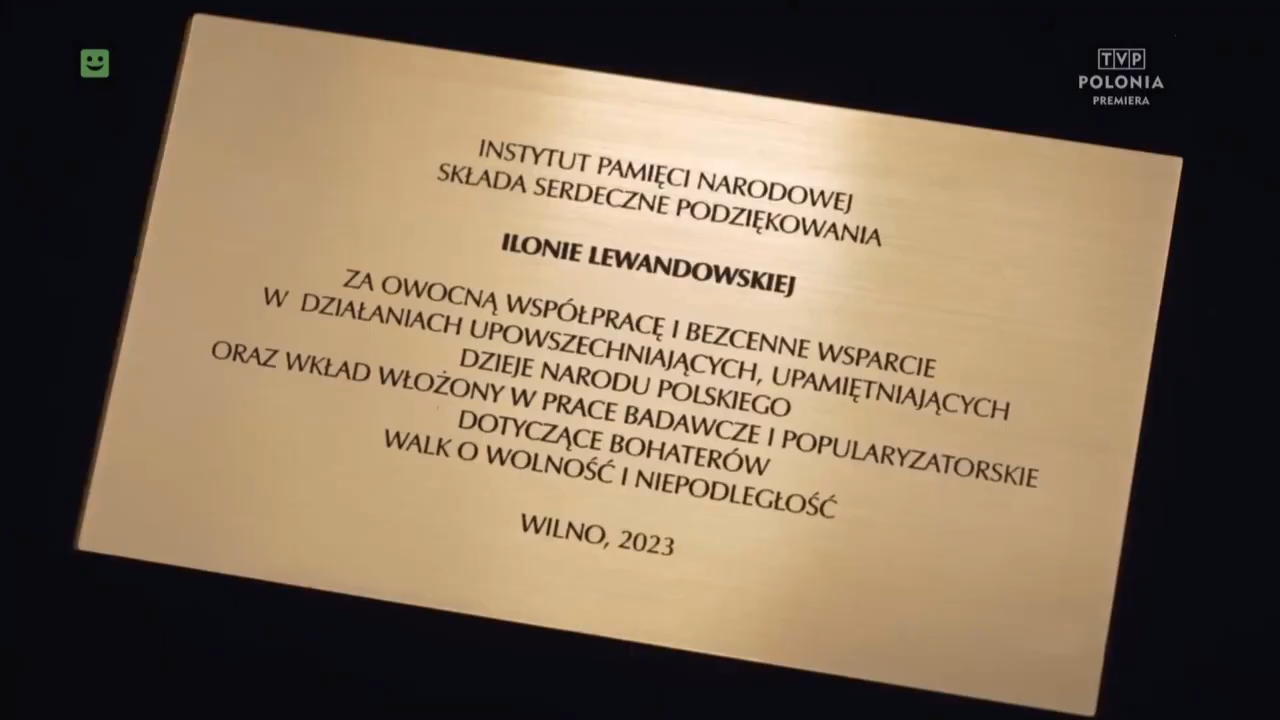 TVP
POLONIA
PREMIERA
INSTYTUT PAMIĘCI NARODOWEJ
SKŁADA SERDECZNE PODZIĘKOWANIA
ILONIE LEWANDOWSKIEJ
ZA OWOCNĄ WSPÓŁPRACĘ I BEZCENNE WSPARCIE
W DZIAŁANIACH UPOWSZECHNIAJĄCYCH, UPAMIĘTNIAJĄCYCH
DZIEJE NARODU POLSKIEGO
ORAZ WKŁAD WŁOŻONY W PRACE BADAWCZE I POPULARYZATORSKIE
DOTYCZĄCE BOHATERÓW
WALK O WOLNOŚĆ I NIEPODLEGŁOŚĆ
WILNO, 2023